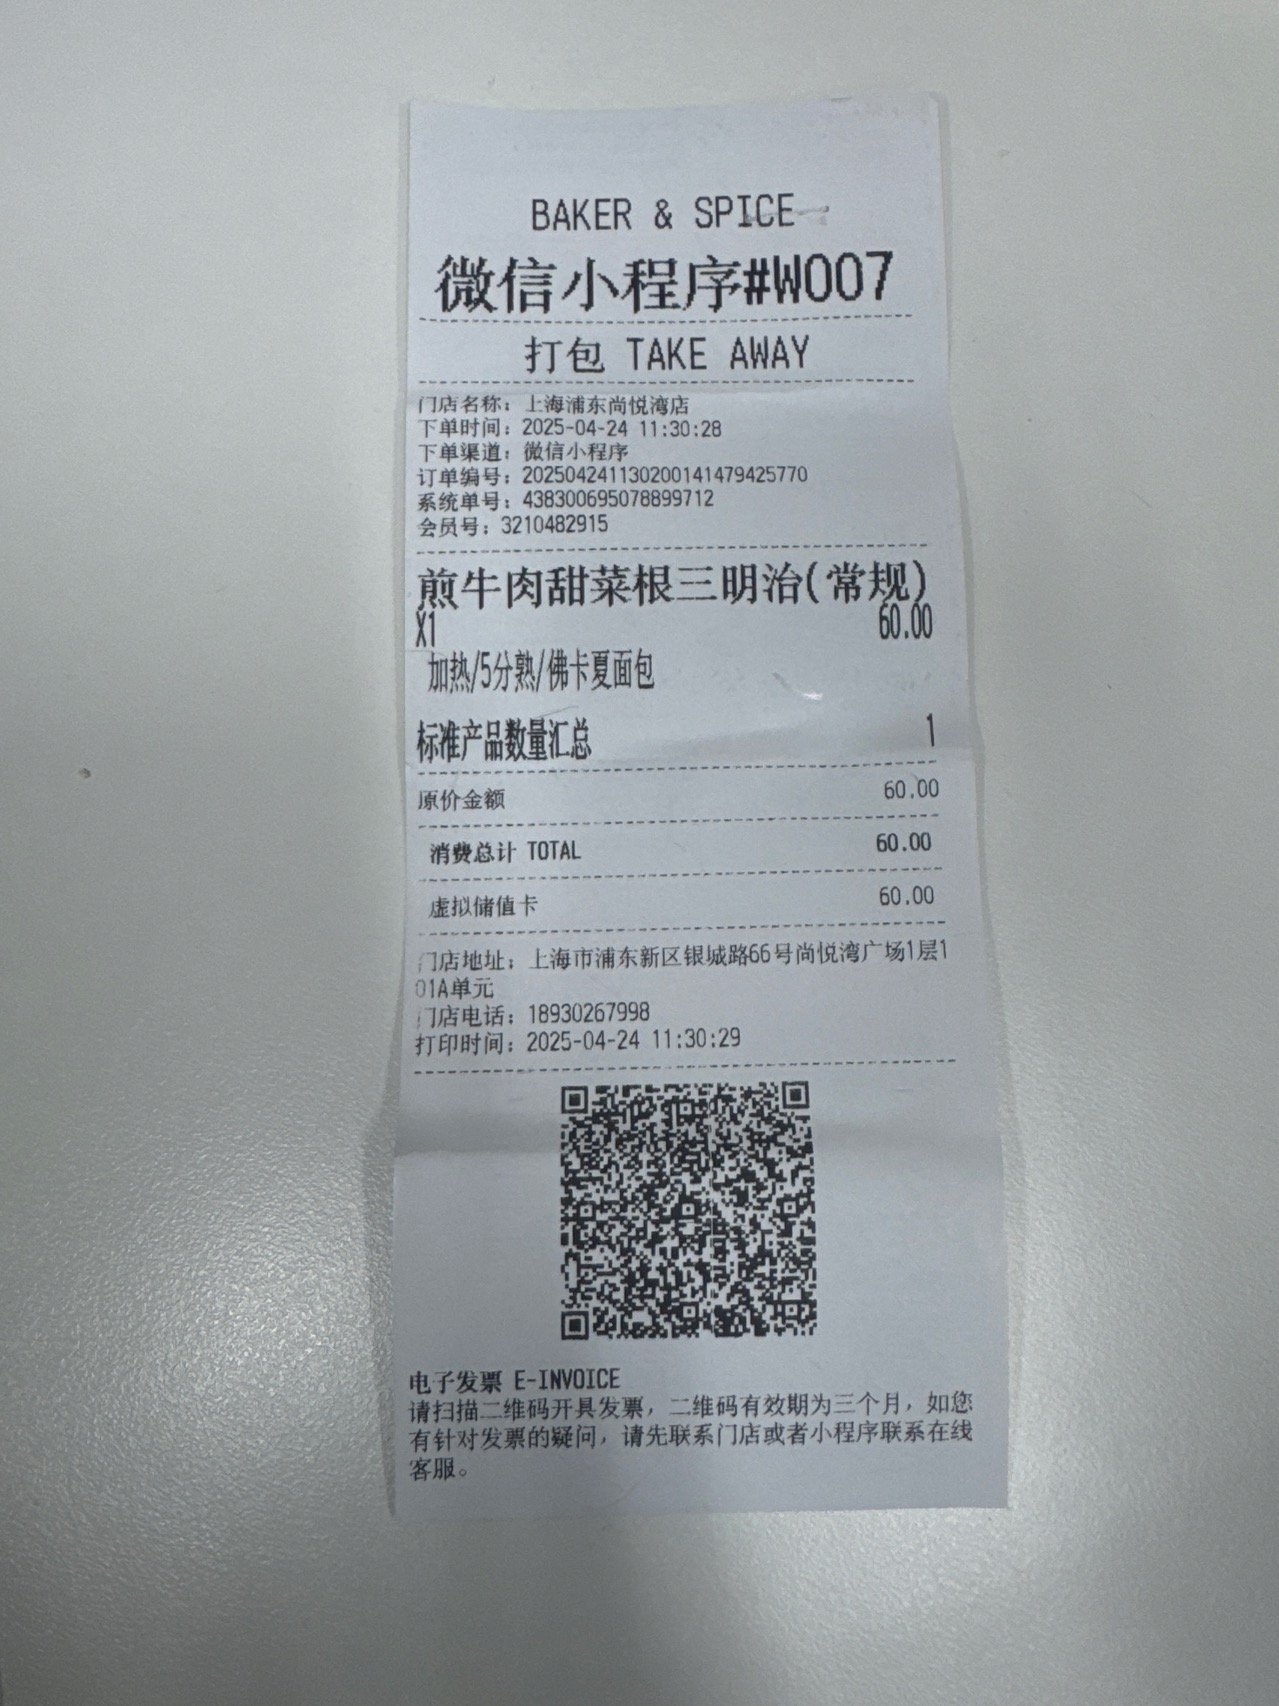 BAKER & SPICE
微信小程序#W007
打包 TAKE AWAY
门店名称：上海浦东尚悦湾店
下单时间：2025-04-24 11:30:28
下单渠道：微信小程序
订单编号：20250424113020014​1479425770
系统单号：438300695078899712
会员号：3210482915
煎牛肉甜菜根三明治(常规)
X1 60.00
加热/5分熟/佛卡夏面包
标准产品数量汇总 1
原价金额 60.00
消费总计 TOTAL 60.00
虚拟储值卡 60.00
门店地址：上海市浦东新区银城路66号尚悦湾广场1层1
01A单元
门店电话：18930267998
打印时间：2025-04-24 11:30:29
电子发票 E-INVOICE
请扫描二维码开具发票，二维码有效期为三个月，如您
有针对发票的疑问，请先联系门店或者小程序联系在线
客服。